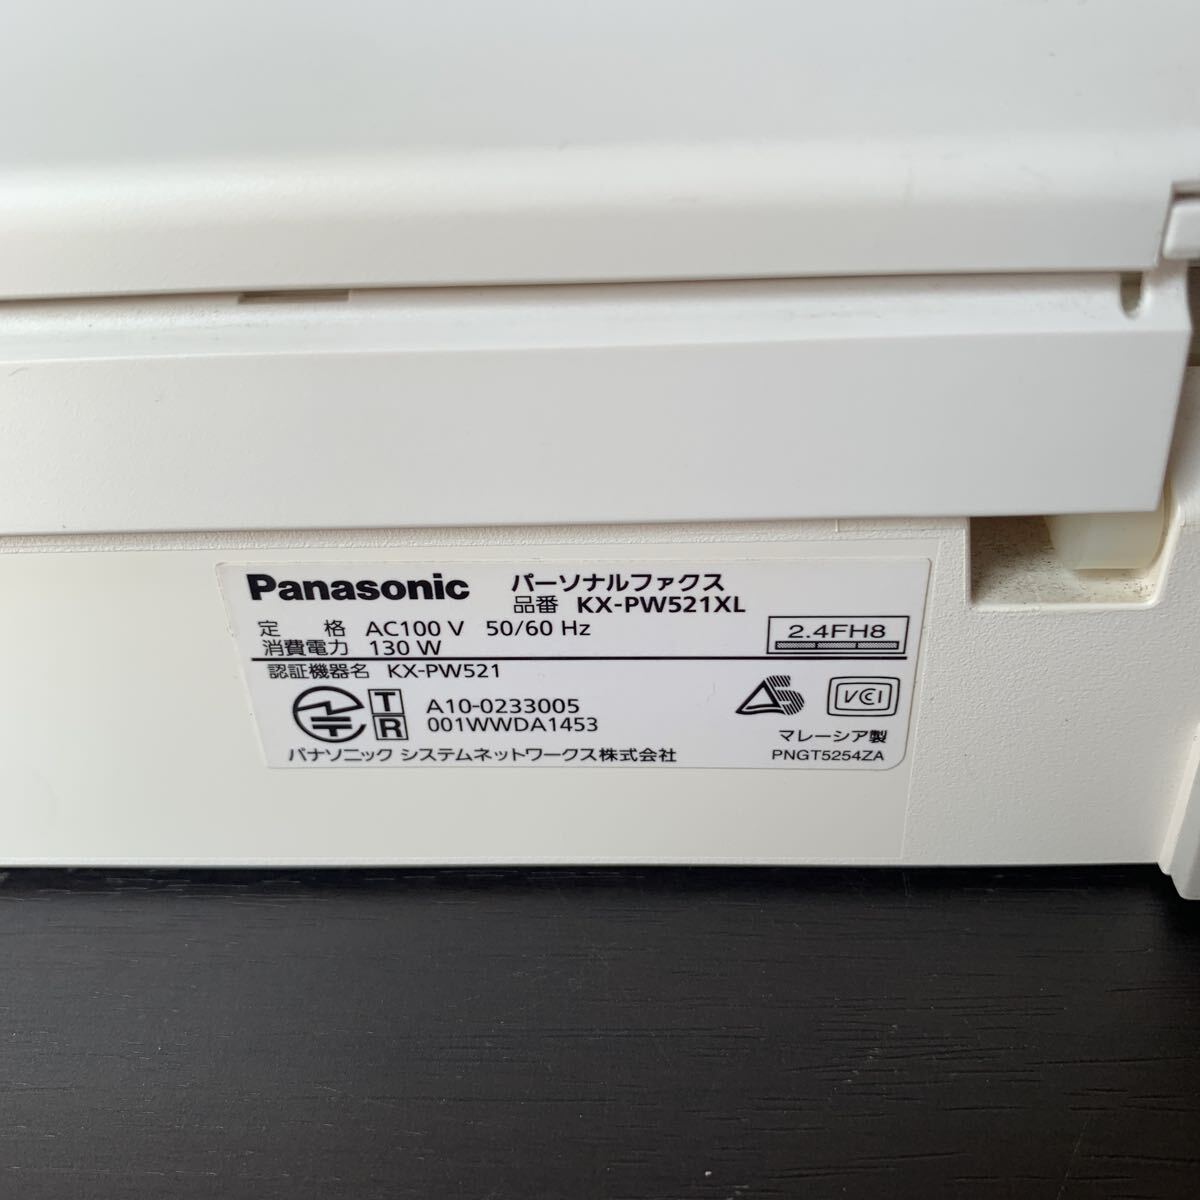 Panasonic パーソナルファクス
品番 KX-PW521XL
定 格 AC100 V 50/60 Hz
消費電力 130 W
2.4FH8
認証機器名 KX-PW521
T
R
A10-0233005
001WWDA1453
VCI
マレーシア製
パナソニック システムネットワークス株式会社
PNGT5254ZA